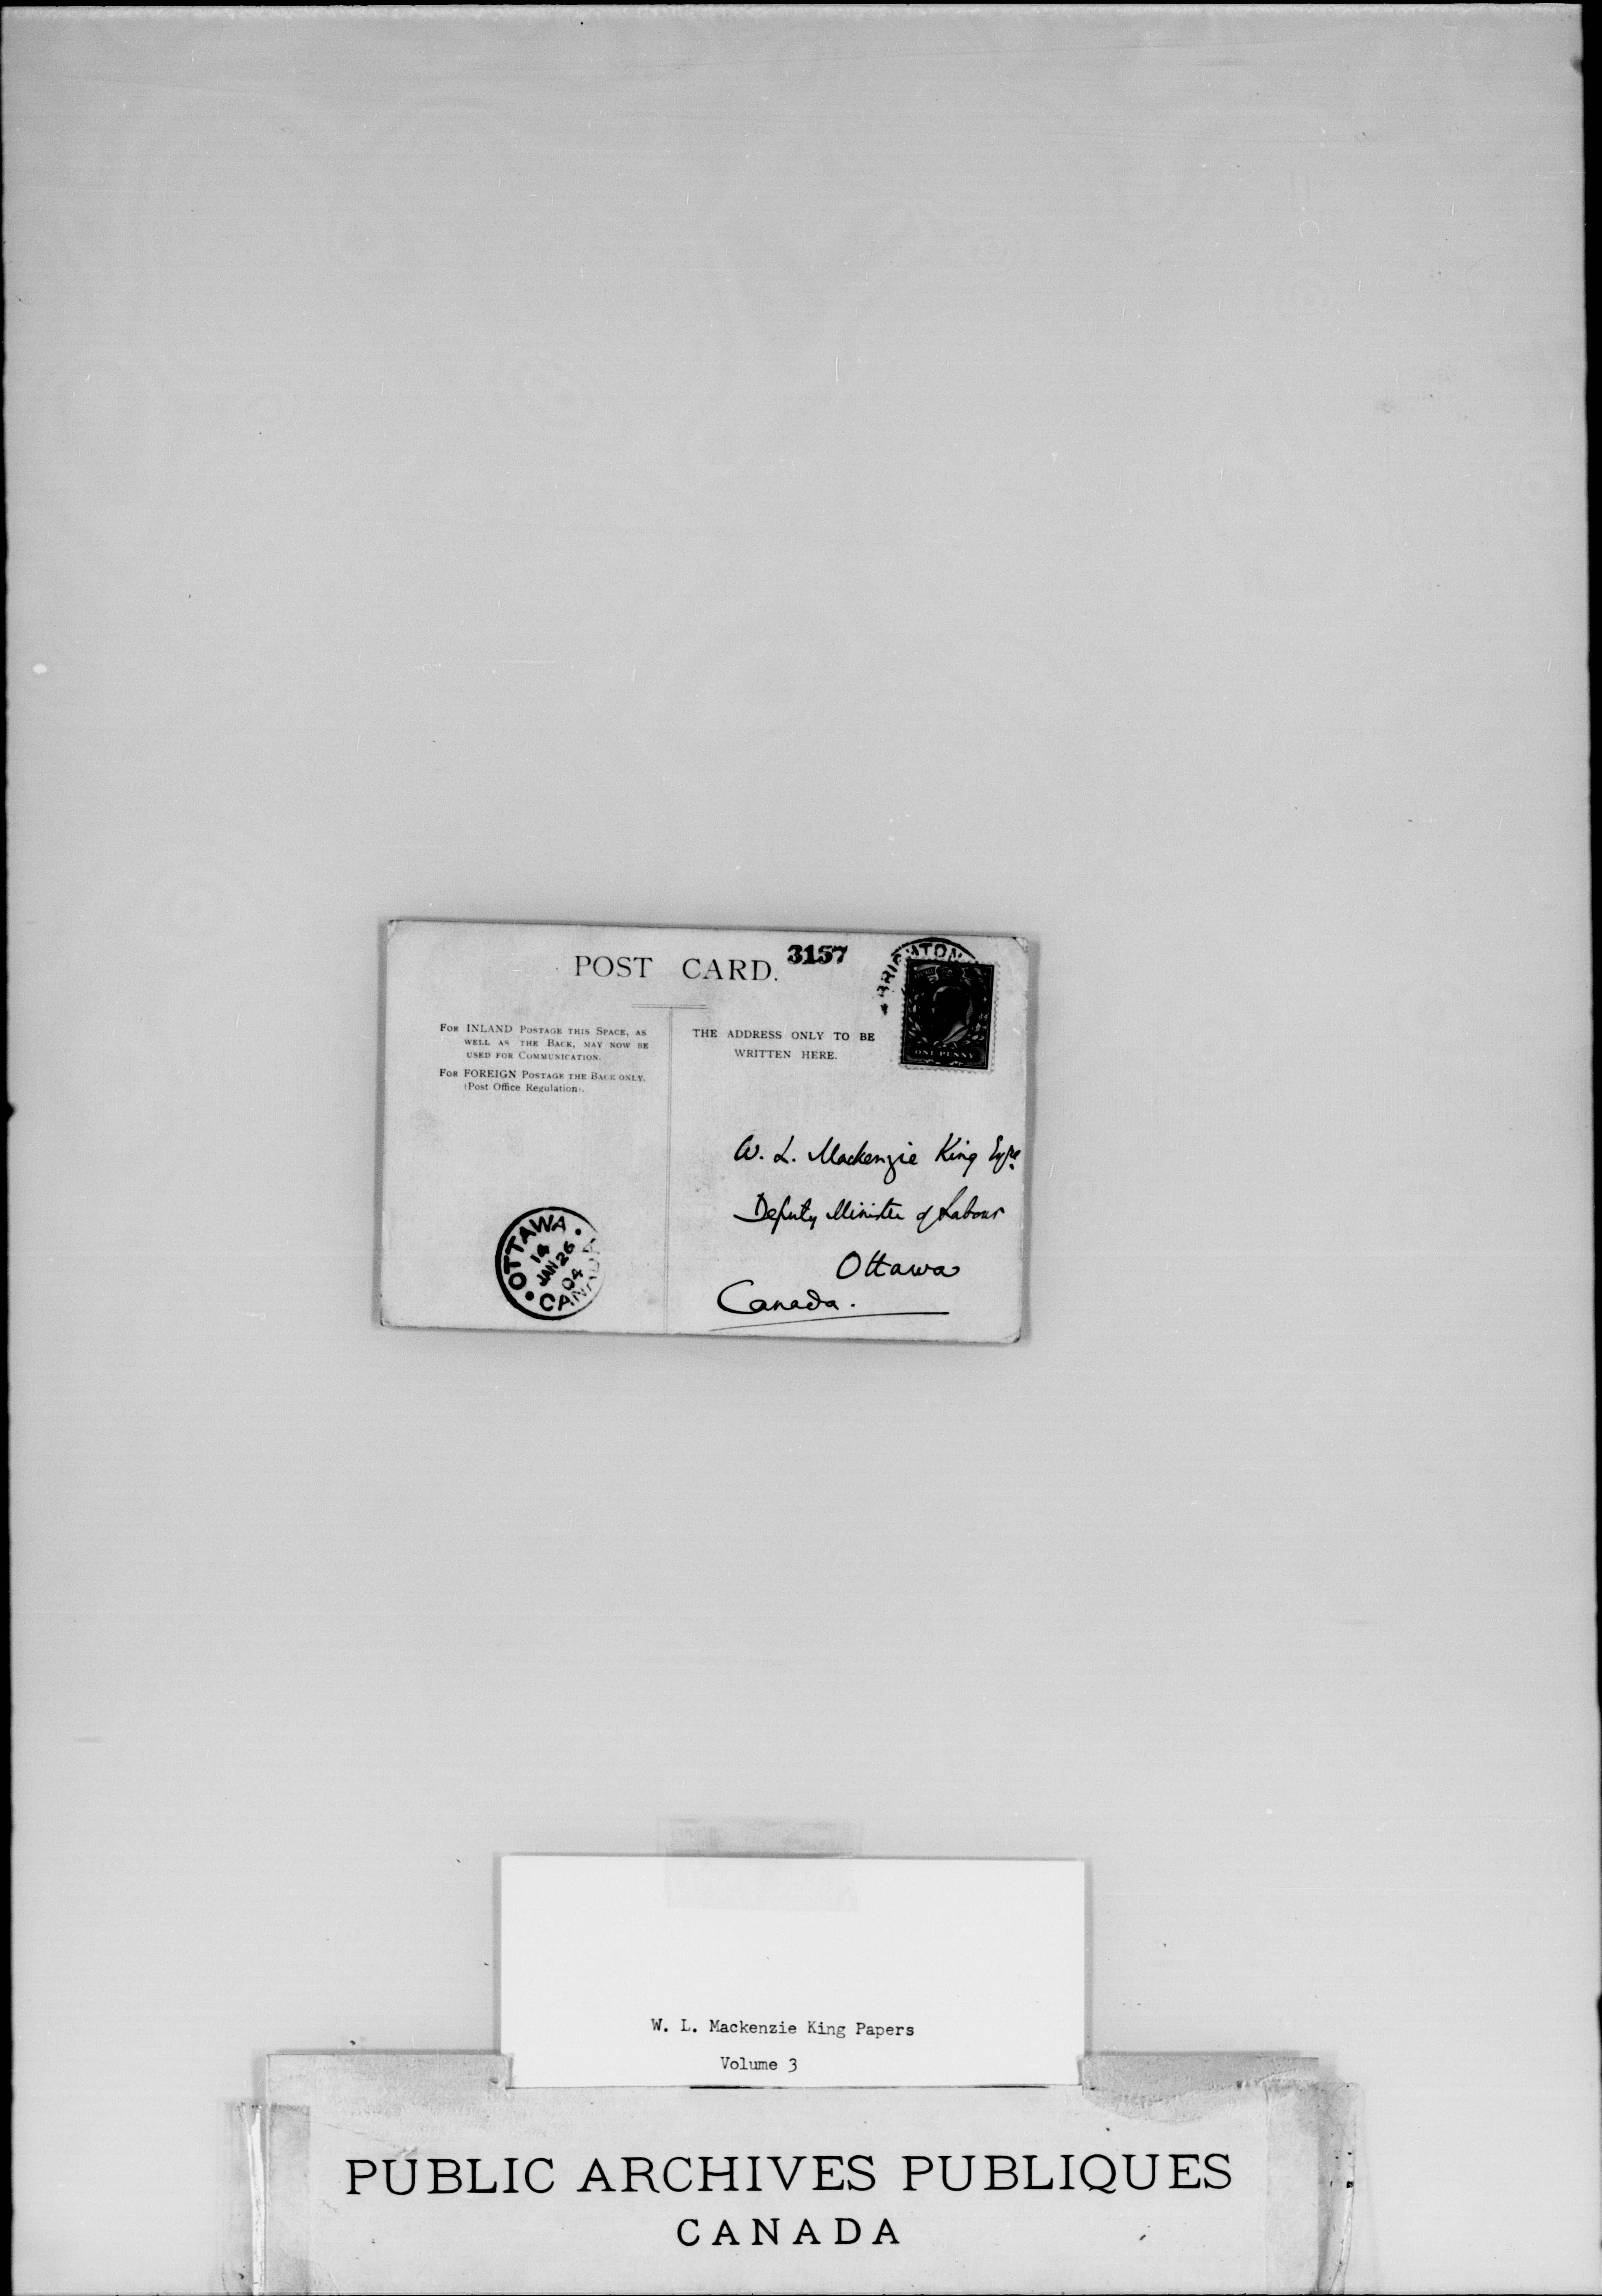 POST CARD.
3157
BRIGHTON
ONE PENNY
FOR INLAND POSTAGE THIS SPACE, AS
WELL AS THE BACK, MAY NOW BE
USED FOR COMMUNICATION.
FOR FOREIGN POSTAGE THE BACK ONLY.
(Post Office Regulation).
THE ADDRESS ONLY TO BE
WRITTEN HERE.
W. L. Mackenzie King Esqre
Deputy Minister of Labour
Ottawa
Canada.
OTTAWA
14
JAN 26
04
CANADA
W. L. Mackenzie King Papers
Volume 3
PUBLIC ARCHIVES PUBLIQUES
CANADA